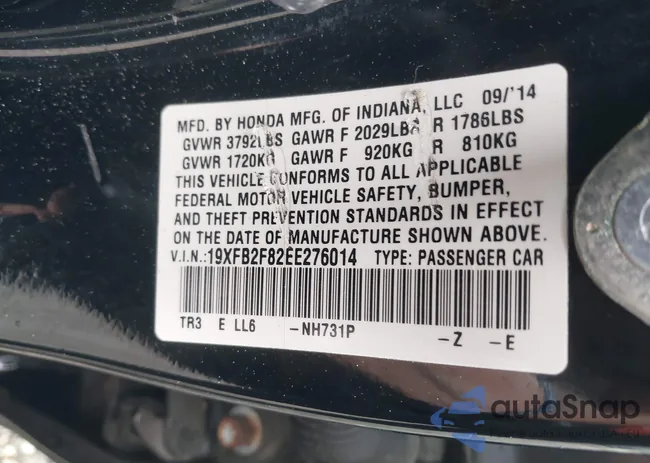 MFD. BY HONDA MFG. OF INDIANA, LLC 09/'14
GVWR 3792LBS GAWR F 2029LBS R 1786LBS
GVWR 1720KG GAWR F 920KG R 810KG
THIS VEHICLE CONFORMS TO ALL APPLICABLE
FEDERAL MOTOR VEHICLE SAFETY, BUMPER,
AND THEFT PREVENTION STANDARDS IN EFFECT
ON THE DATE OF MANUFACTURE SHOWN ABOVE.
V.I.N.:19XFB2F82EE276014 TYPE: PASSENGER CAR
TR3 E LL6 -NH731P -Z -E
autaSnap